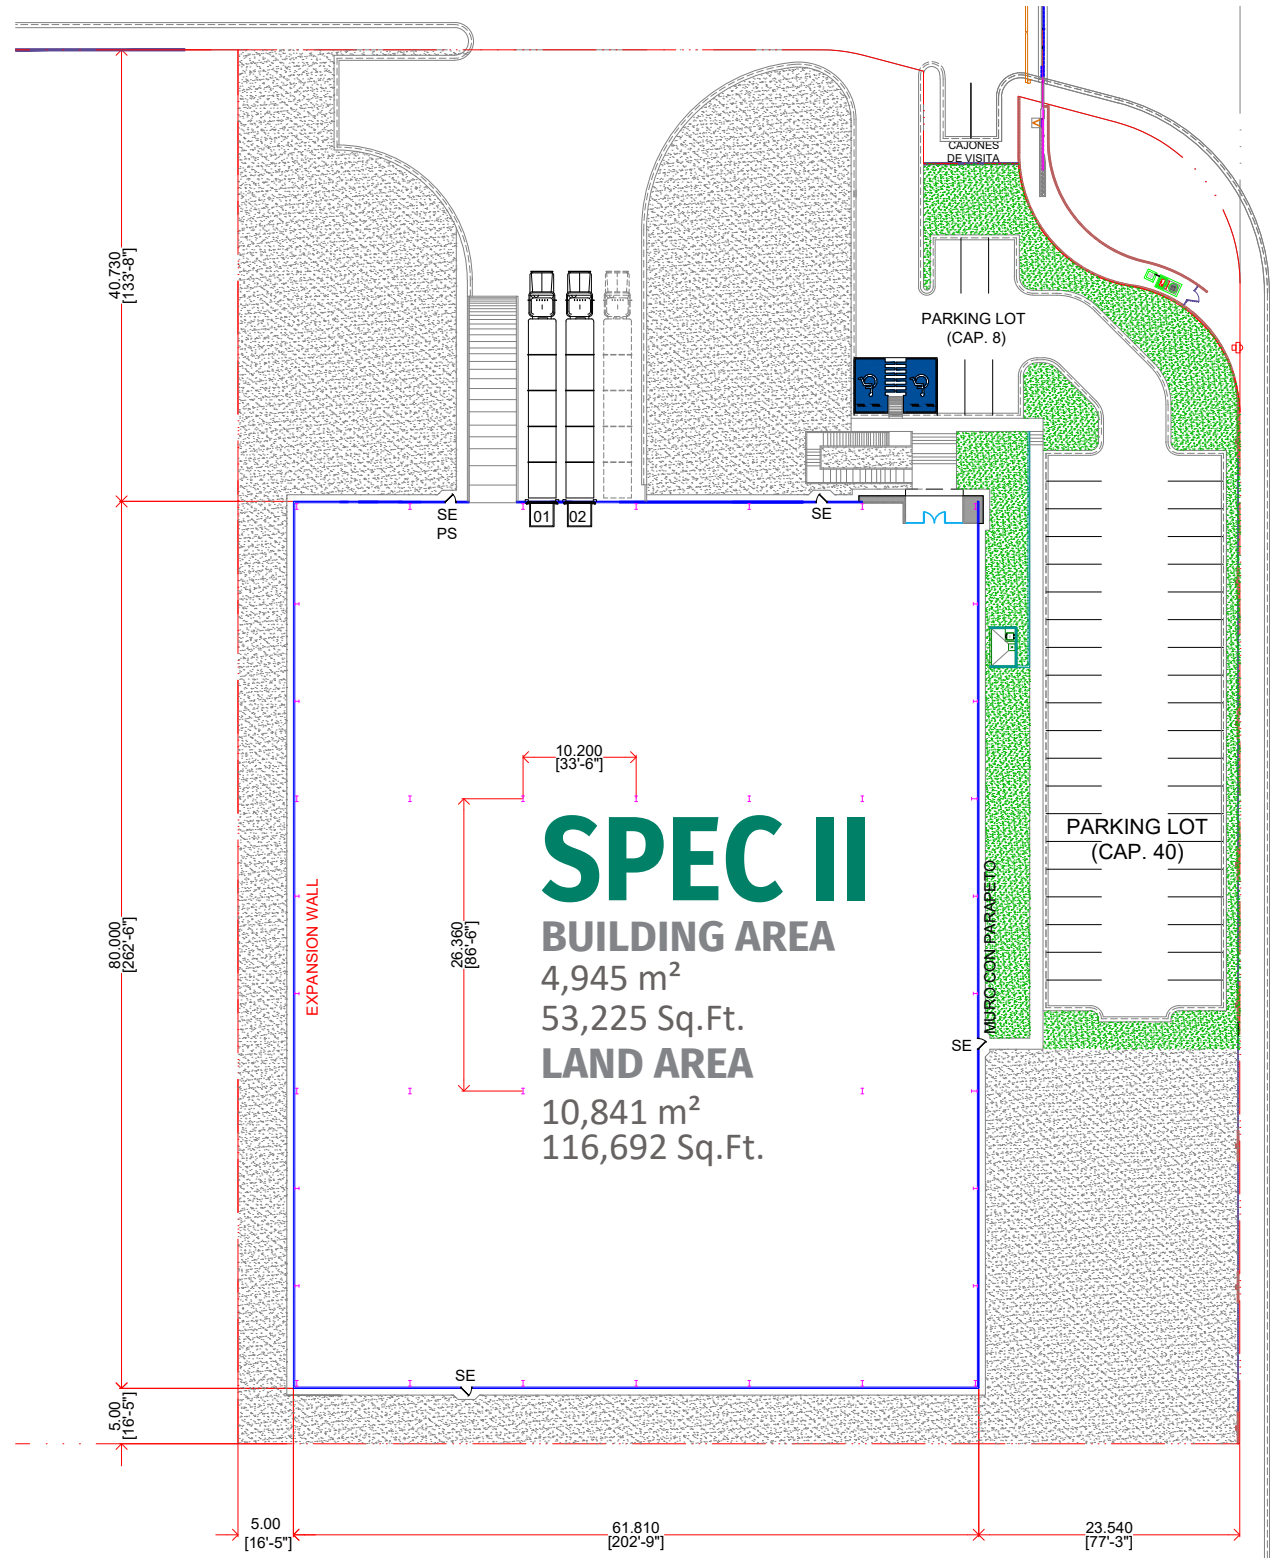 CAJONES
DE VISITA
40.730
[133'-8"]
PARKING LOT
(CAP. 8)
SE
PS
01
02
SE
10.200
[33'-6"]
SPEC II
PARKING LOT
(CAP. 40)
EXPANSION WALL
80.000
[262'-6"]
26.360
[86'-6"]
BUILDING AREA
4,945 m²
53,225 Sq.Ft.
LAND AREA
10,841 m²
116,692 Sq.Ft.
MURO CON PARAPETO
SE
SE
5.00
[16'-5"]
5.00
[16'-5"]
61.810
[202'-9"]
23.540
[77'-3"]